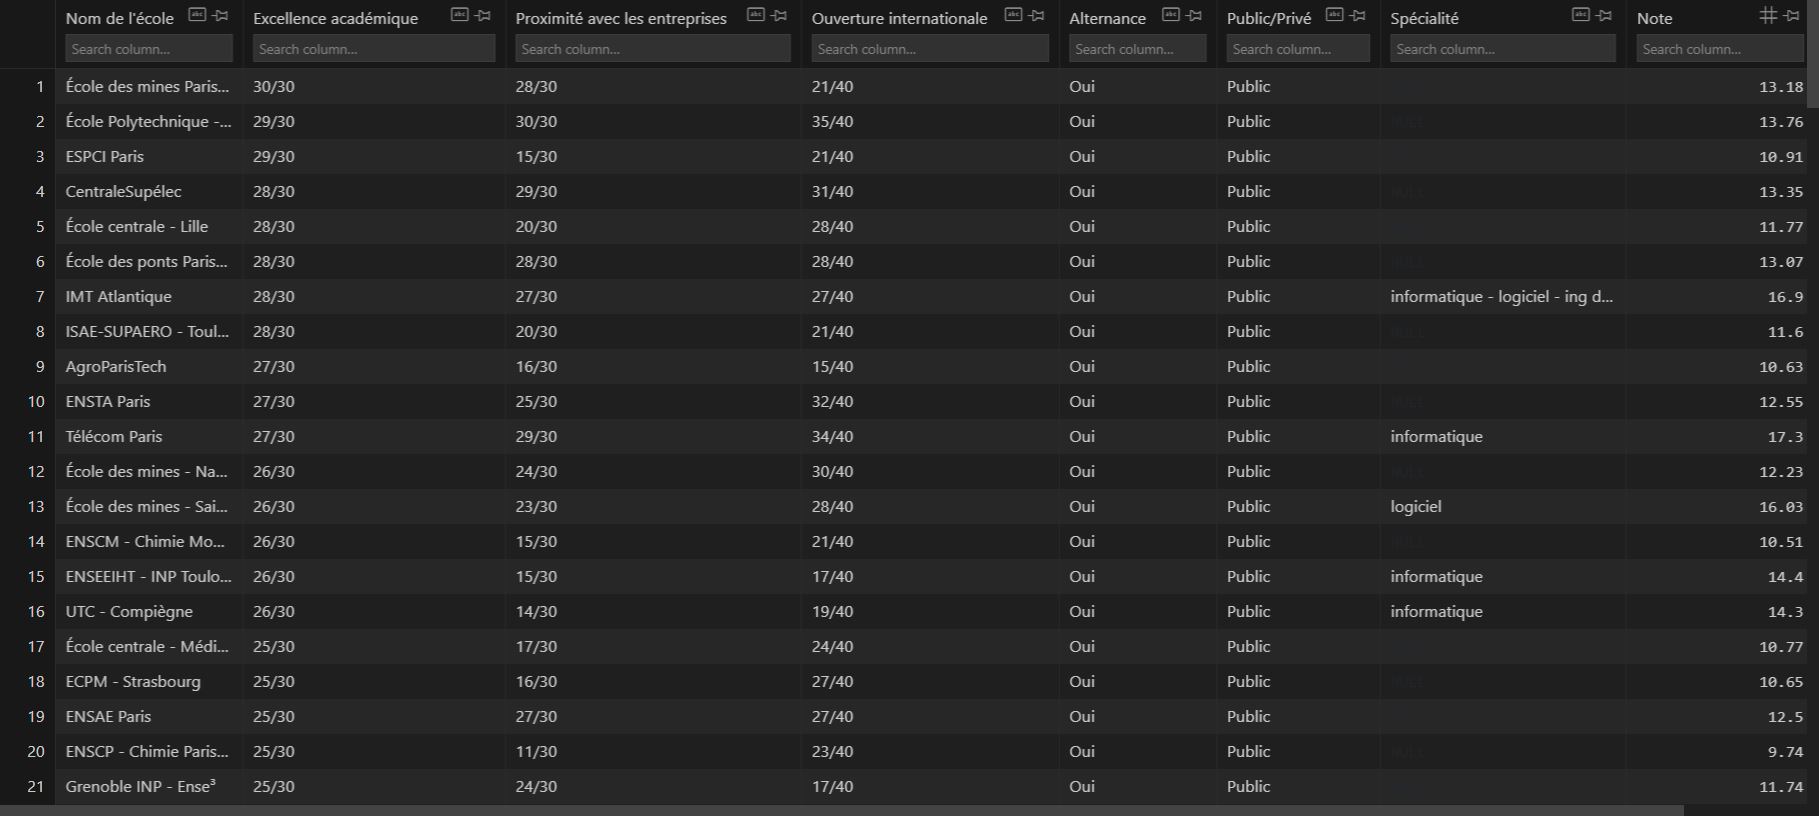 Nom de l'école Excellence académique Proximité avec les entreprises Ouverture internationale Alternance Public/Privé Spécialité Note
Search column... Search column... Search column... Search column... Search column... Search column... Search column... Search column...
1 École des mines Paris... 30/30 28/30 21/40 Oui Public 13.18
2 École Polytechnique -... 29/30 30/30 35/40 Oui Public NULL 13.76
3 ESPCI Paris 29/30 15/30 21/40 Oui Public 10.91
4 CentraleSupélec 28/30 29/30 31/40 Oui Public NULL 13.35
5 École centrale - Lille 28/30 20/30 28/40 Oui Public 11.77
6 École des ponts Paris... 28/30 28/30 28/40 Oui Public NULL 13.07
7 IMT Atlantique 28/30 27/30 27/40 Oui Public informatique - logiciel - ing d... 16.9
8 ISAE-SUPAERO - Toul... 28/30 20/30 21/40 Oui Public NULL 11.6
9 AgroParisTech 27/30 16/30 15/40 Oui Public 10.63
10 ENSTA Paris 27/30 25/30 32/40 Oui Public NULL 12.55
11 Télécom Paris 27/30 29/30 34/40 Oui Public informatique 17.3
12 École des mines - Na... 26/30 24/30 30/40 Oui Public NULL 12.23
13 École des mines - Sai... 26/30 23/30 28/40 Oui Public logiciel 16.03
14 ENSCM - Chimie Mo... 26/30 15/30 21/40 Oui Public NULL 10.51
15 ENSEEIHT - INP Toulo... 26/30 15/30 17/40 Oui Public informatique 14.4
16 UTC - Compiègne 26/30 14/30 19/40 Oui Public informatique 14.3
17 École centrale - Médi... 25/30 17/30 24/40 Oui Public 10.77
18 ECPM - Strasbourg 25/30 16/30 27/40 Oui Public NULL 10.65
19 ENSAE Paris 25/30 27/30 27/40 Oui Public 12.5
20 ENSCP - Chimie Paris... 25/30 11/30 23/40 Oui Public NULL 9.74
21 Grenoble INP - Ense³ 25/30 24/30 17/40 Oui Public 11.74